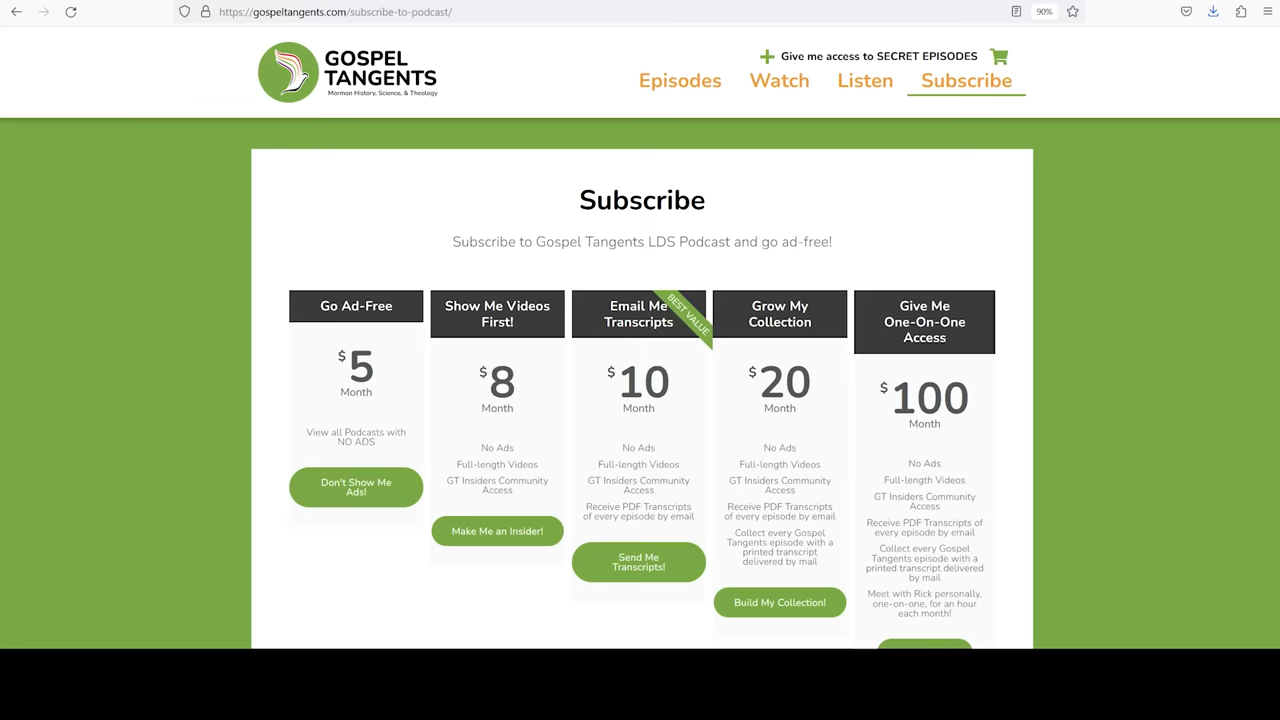 https://gospeltangents.com/subscribe-to-podcast/
90%
GOSPEL
TANGENTS
Mormon History, Science, & Theology
Give me access to SECRET EPISODES
Episodes
Watch
Listen
Subscribe
Subscribe
Subscribe to Gospel Tangents LDS Podcast and go ad-free!
Go Ad-Free
$5
Month
View all Podcasts with
NO ADS
Don't Show Me
Ads!
Show Me Videos
First!
$8
Month
No Ads
Full-length Videos
GT Insiders Community
Access
Make Me an Insider!
Email Me
Transcripts
BEST VALUE
$10
Month
No Ads
Full-length Videos
GT Insiders Community
Access
Receive PDF Transcripts
of every episode by email
Send Me
Transcripts!
Grow My
Collection
$20
Month
No Ads
Full-length Videos
GT Insiders Community
Access
Receive PDF Transcripts
of every episode by email
Collect every Gospel
Tangents episode with a
printed transcript
delivered by mail
Build My Collection!
Give Me
One-On-One
Access
$100
Month
No Ads
Full-length Videos
GT Insiders Community
Access
Receive PDF Transcripts of
every episode by email
Collect every Gospel
Tangents episode with a
printed transcript delivered
by mail
Meet with Rick personally,
one-on-one, for an hour
each month!